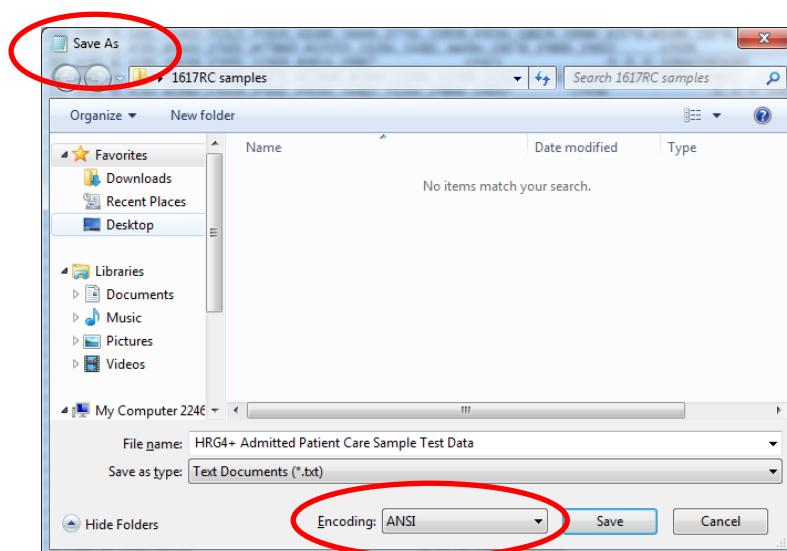 Save As
1617RC samples
Search 1617RC samples
Organize
New folder
Favorites
Downloads
Recent Places
Desktop
Libraries
Documents
Music
Pictures
Videos
My Computer 2246
Name
Date modified
Type
No items match your search.
File name: HRG4+ Admitted Patient Care Sample Test Data
Save as type: Text Documents (*.txt)
Hide Folders
Encoding: ANSI
Save
Cancel